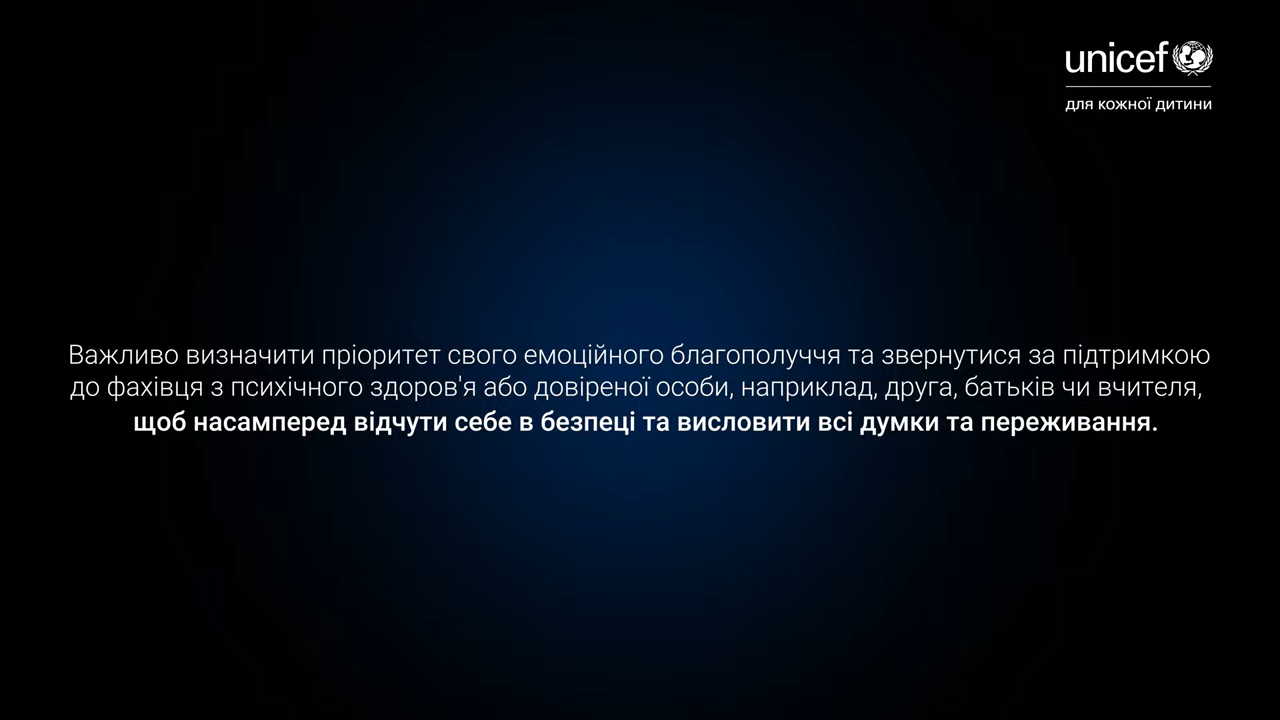 unicef
для кожної дитини
Важливо визначити пріоритет свого емоційного благополуччя та звернутися за підтримкою
до фахівця з психічного здоров'я або довіреної особи, наприклад, друга, батьків чи вчителя,
щоб насамперед відчути себе в безпеці та висловити всі думки та переживання.